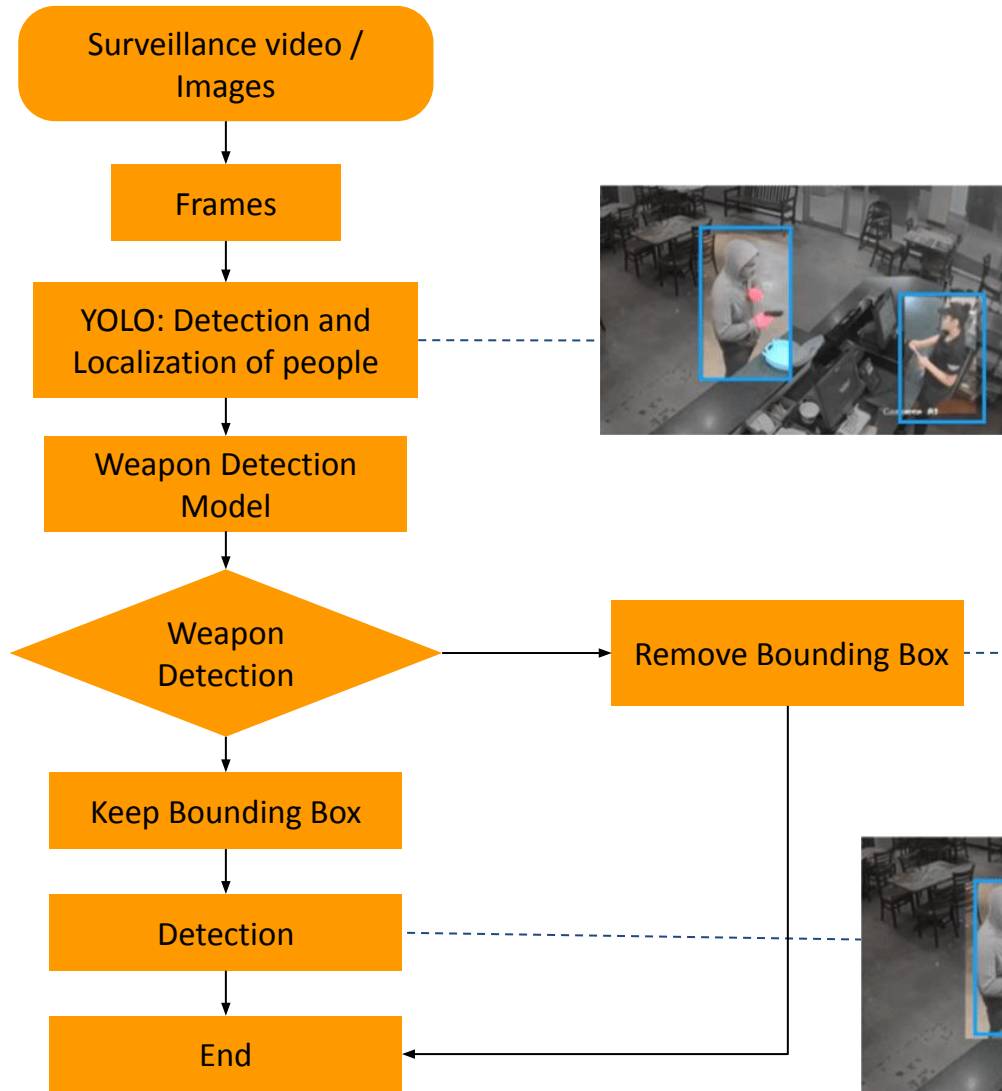 Surveillance video /
Images
Frames
YOLO: Detection and
Localization of people
Weapon Detection
Model
Weapon
Detection
Remove Bounding Box
Keep Bounding Box
Detection
End